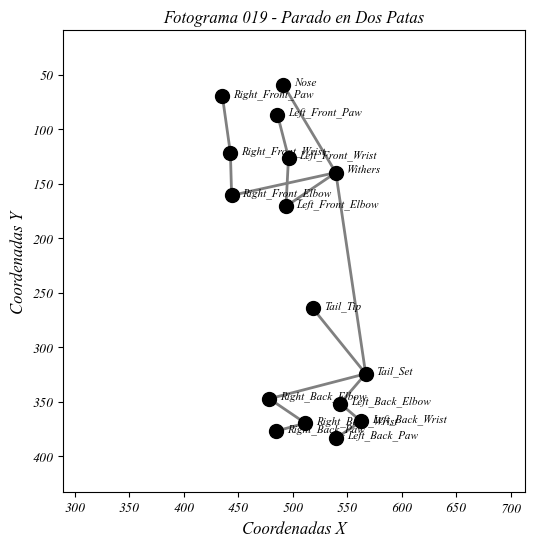 Fotograma 019 - Parado en Dos Patas
Coordenadas Y
50
100
150
200
250
300
350
400
Nose
Right_Front_Paw
Left_Front_Paw
Right_Front_Wrist
Left_Front_Wrist
Withers
Right_Front_Elbow
Left_Front_Elbow
Tail_Tip
Tail_Set
Right_Back_Elbow
Left_Back_Elbow
Right_Back_Wrist
Left_Back_Wrist
Right_Back_Paw
Left_Back_Paw
300 350 400 450 500 550 600 650 700
Coordenadas X